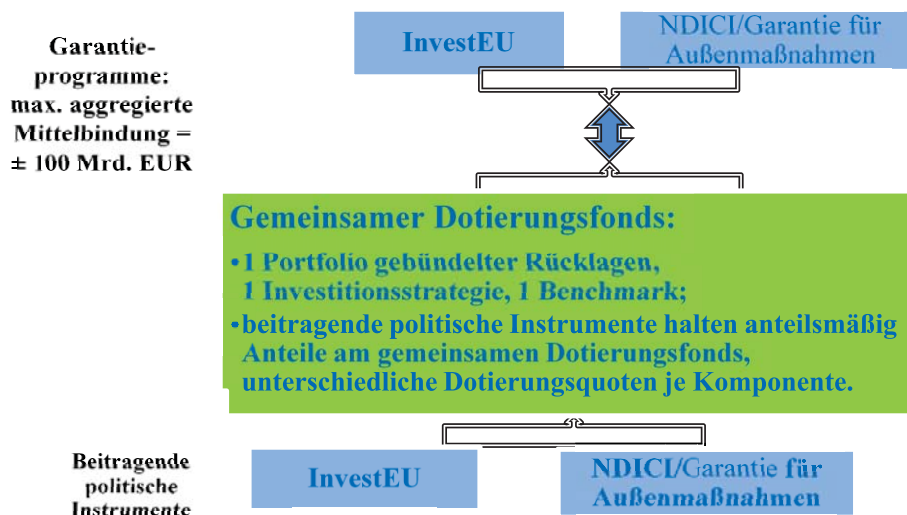 Garantie-
programme:
max. aggregierte
Mittelbindung =
± 100 Mrd. EUR
InvestEU
NDICI/Garantie für
Außenmaßnahmen
Gemeinsamer Dotierungsfonds:
•1 Portfolio gebündelter Rücklagen,
1 Investitionsstrategie, 1 Benchmark;
•beitragende politische Instrumente halten anteilsmäßig
Anteile am gemeinsamen Dotierungsfonds,
unterschiedliche Dotierungsquoten je Komponente.
Beitragende
politische
Instrumente
InvestEU
NDICI/Garantie für
Außenmaßnahmen